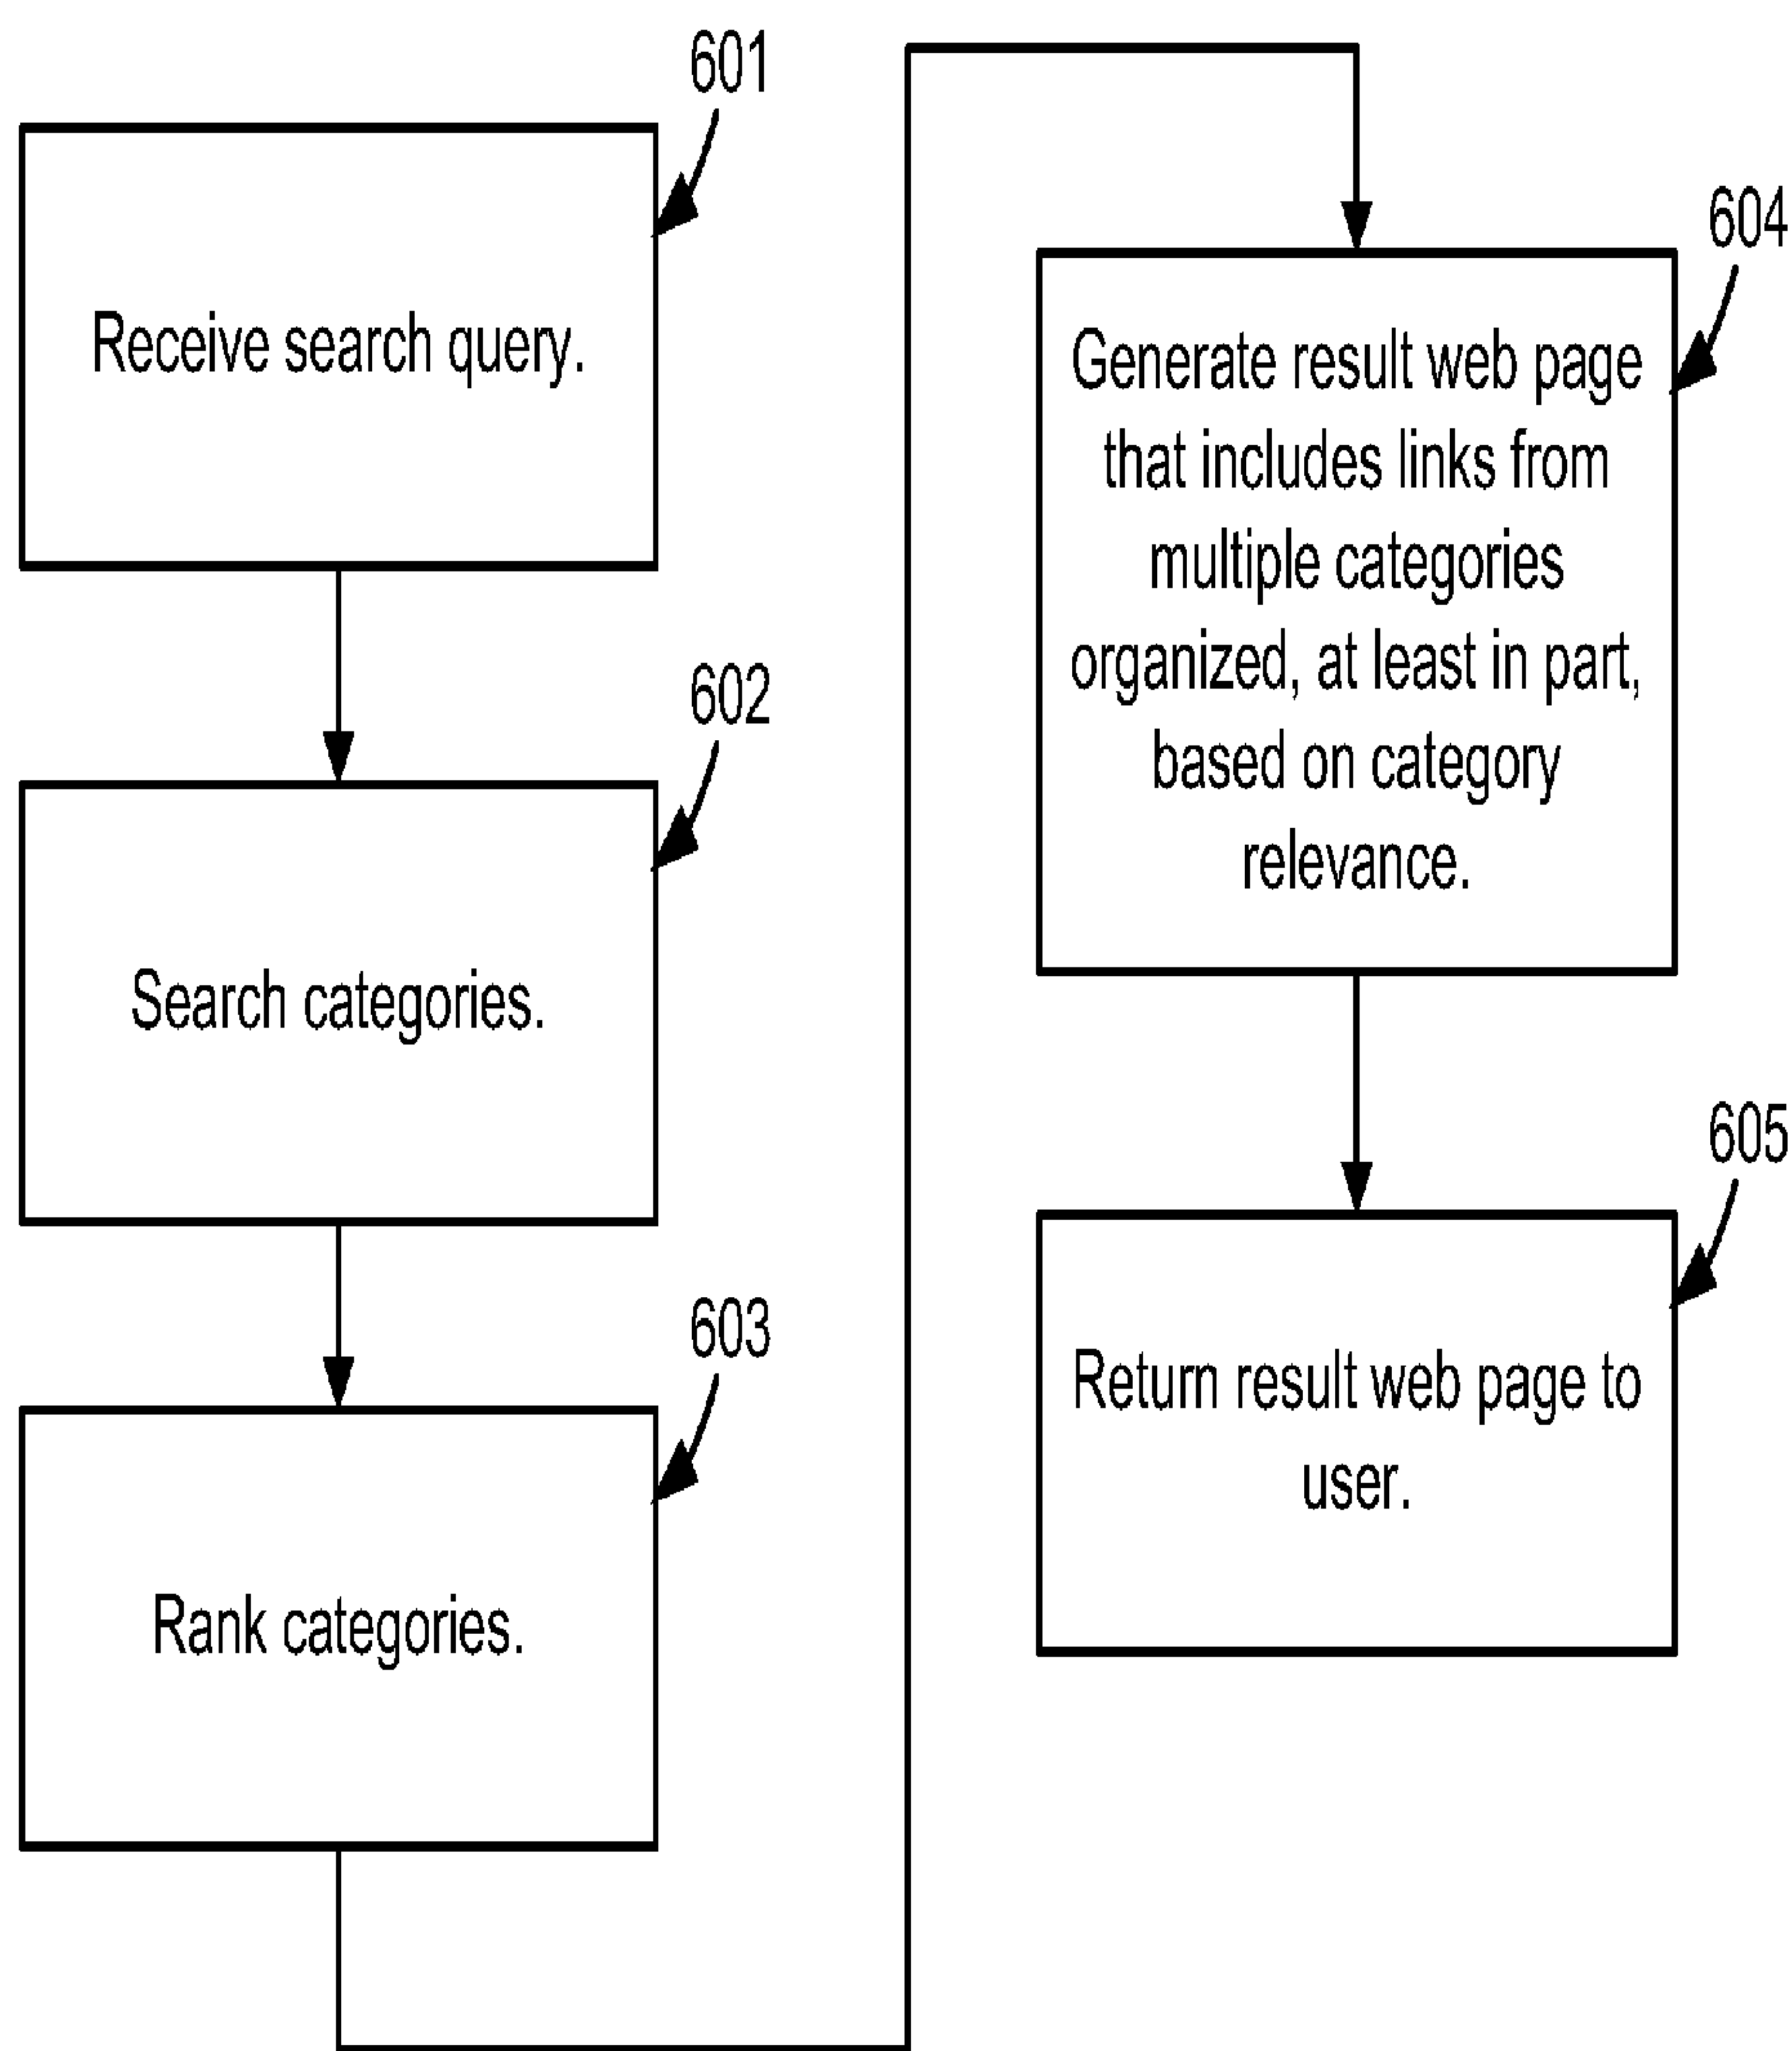 601
Receive search query.
602
Search categories.
603
Rank categories.
604
Generate result web page
that includes links from
multiple categories
organized, at least in part,
based on category
relevance.
605
Return result web page to
user.